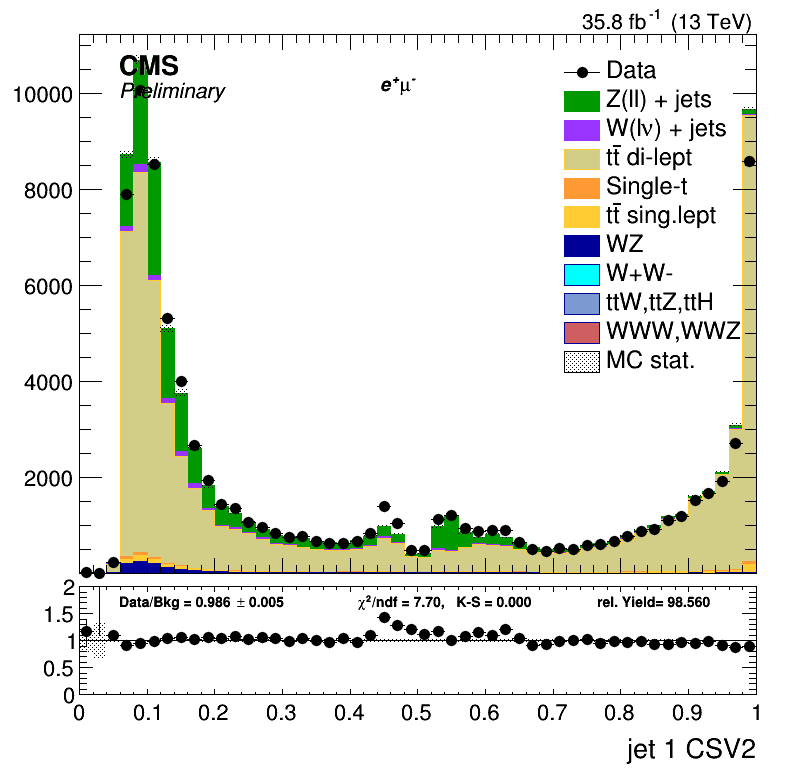 35.8 fb⁻¹ (13 TeV)
CMS
Preliminary
e⁺μ⁻
Data
Z(ll) + jets
W(lν) + jets
tt̄ di-lept
Single-t
tt̄ sing.lept
WZ
W+W-
ttW,ttZ,ttH
WWW,WWZ
MC stat.
10000
8000
6000
4000
2000
Data/Bkg = 0.986 ± 0.005
χ²/ndf = 7.70, K-S = 0.000
rel. Yield= 98.560
2
1.5
1
0.5
0
0 0.1 0.2 0.3 0.4 0.5 0.6 0.7 0.8 0.9 1
jet 1 CSV2